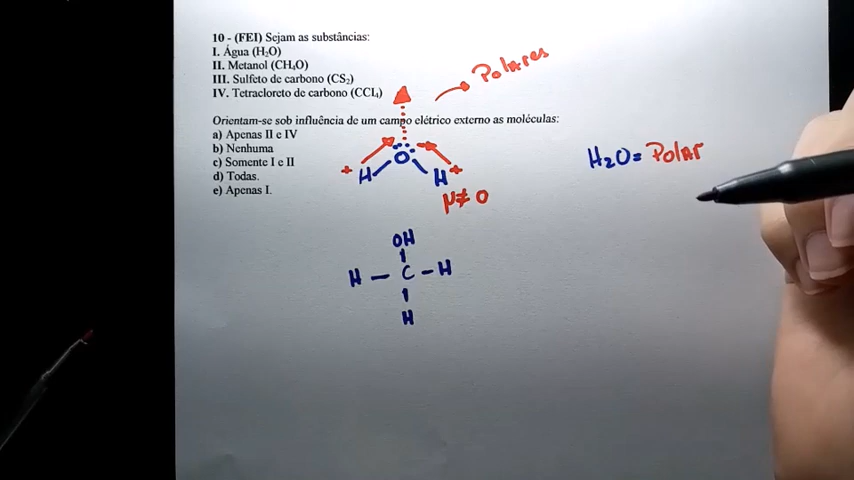 10 - (FEI) Sejam as substâncias:
I. Água (H₂O)
II. Metanol (CH₄O)
III. Sulfeto de carbono (CS₂)
IV. Tetracloreto de carbono (CCL₄)
Polares
Orientam-se sob influência de um campo elétrico externo as moléculas:
a) Apenas II e IV
b) Nenhuma
c) Somente I e II
d) Todas.
e) Apenas I.
+ O +
H H
μ≠0
H₂O= Polar
OH
H - C - H
H